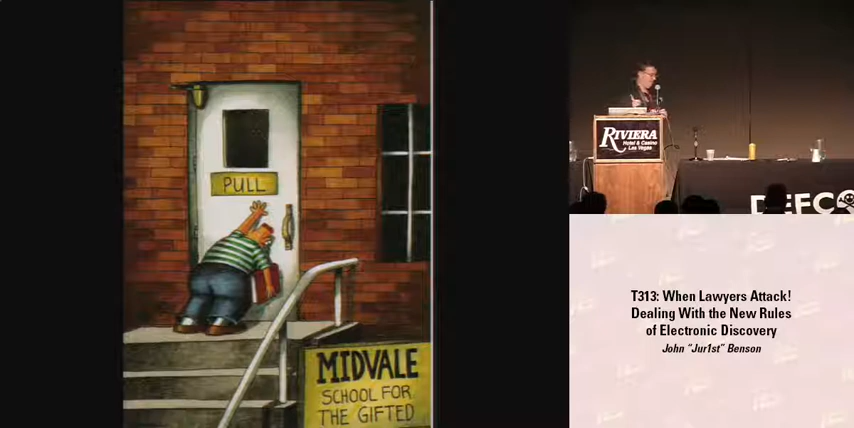 PULL
MIDVALE
SCHOOL FOR
THE GIFTED
RIVIERA
Hotel & Casino
Las Vegas
DEFCO
T313: When Lawyers Attack!
Dealing With the New Rules
of Electronic Discovery
John "Jur1st" Benson